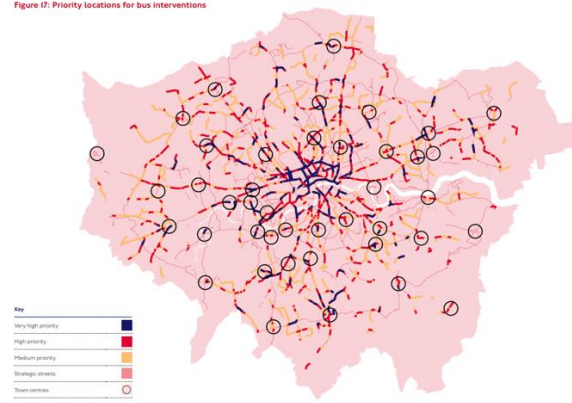 Figure 17: Priority locations for bus interventions
Key
Very high priority
High priority
Medium priority
Strategic streets
Town centres